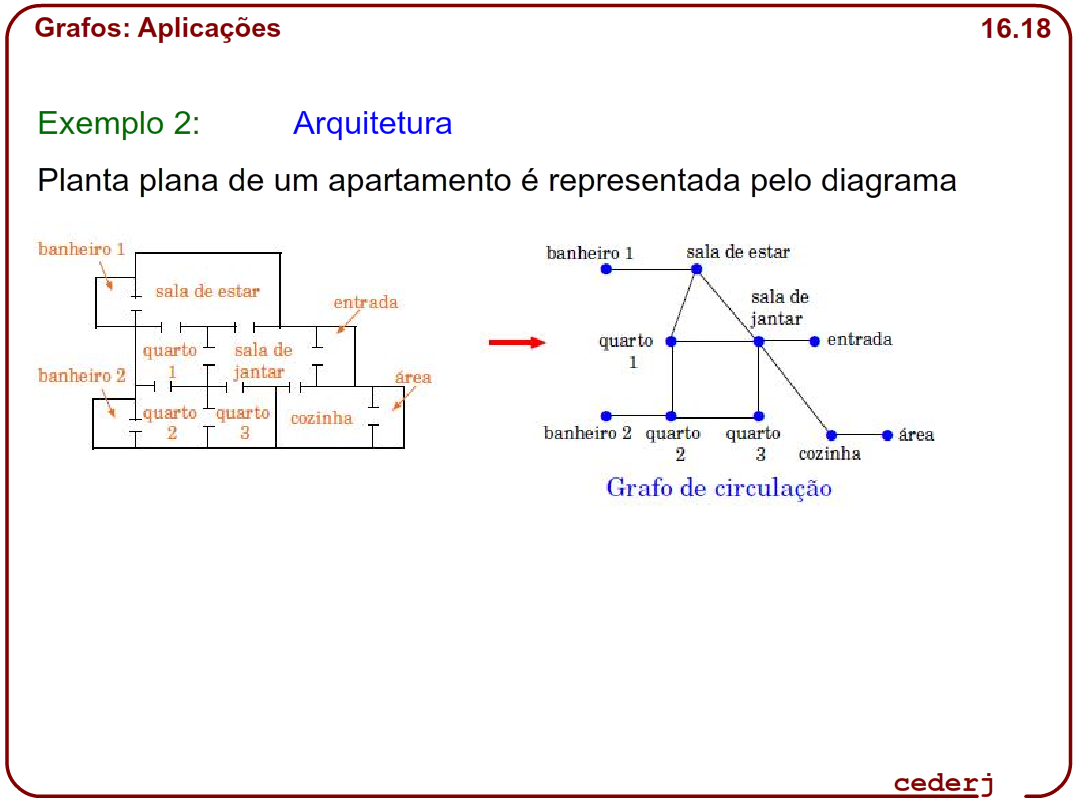 Grafos: Aplicações
16.18
Exemplo 2: Arquitetura
Planta plana de um apartamento é representada pelo diagrama
banheiro 1
sala de estar
entrada
quarto
1
sala de
jantar
banheiro 2
área
quarto
2
quarto
3
cozinha
banheiro 1
sala de estar
sala de
jantar
quarto
1
entrada
banheiro 2
quarto
2
quarto
3
cozinha
área
Grafo de circulação
cederj